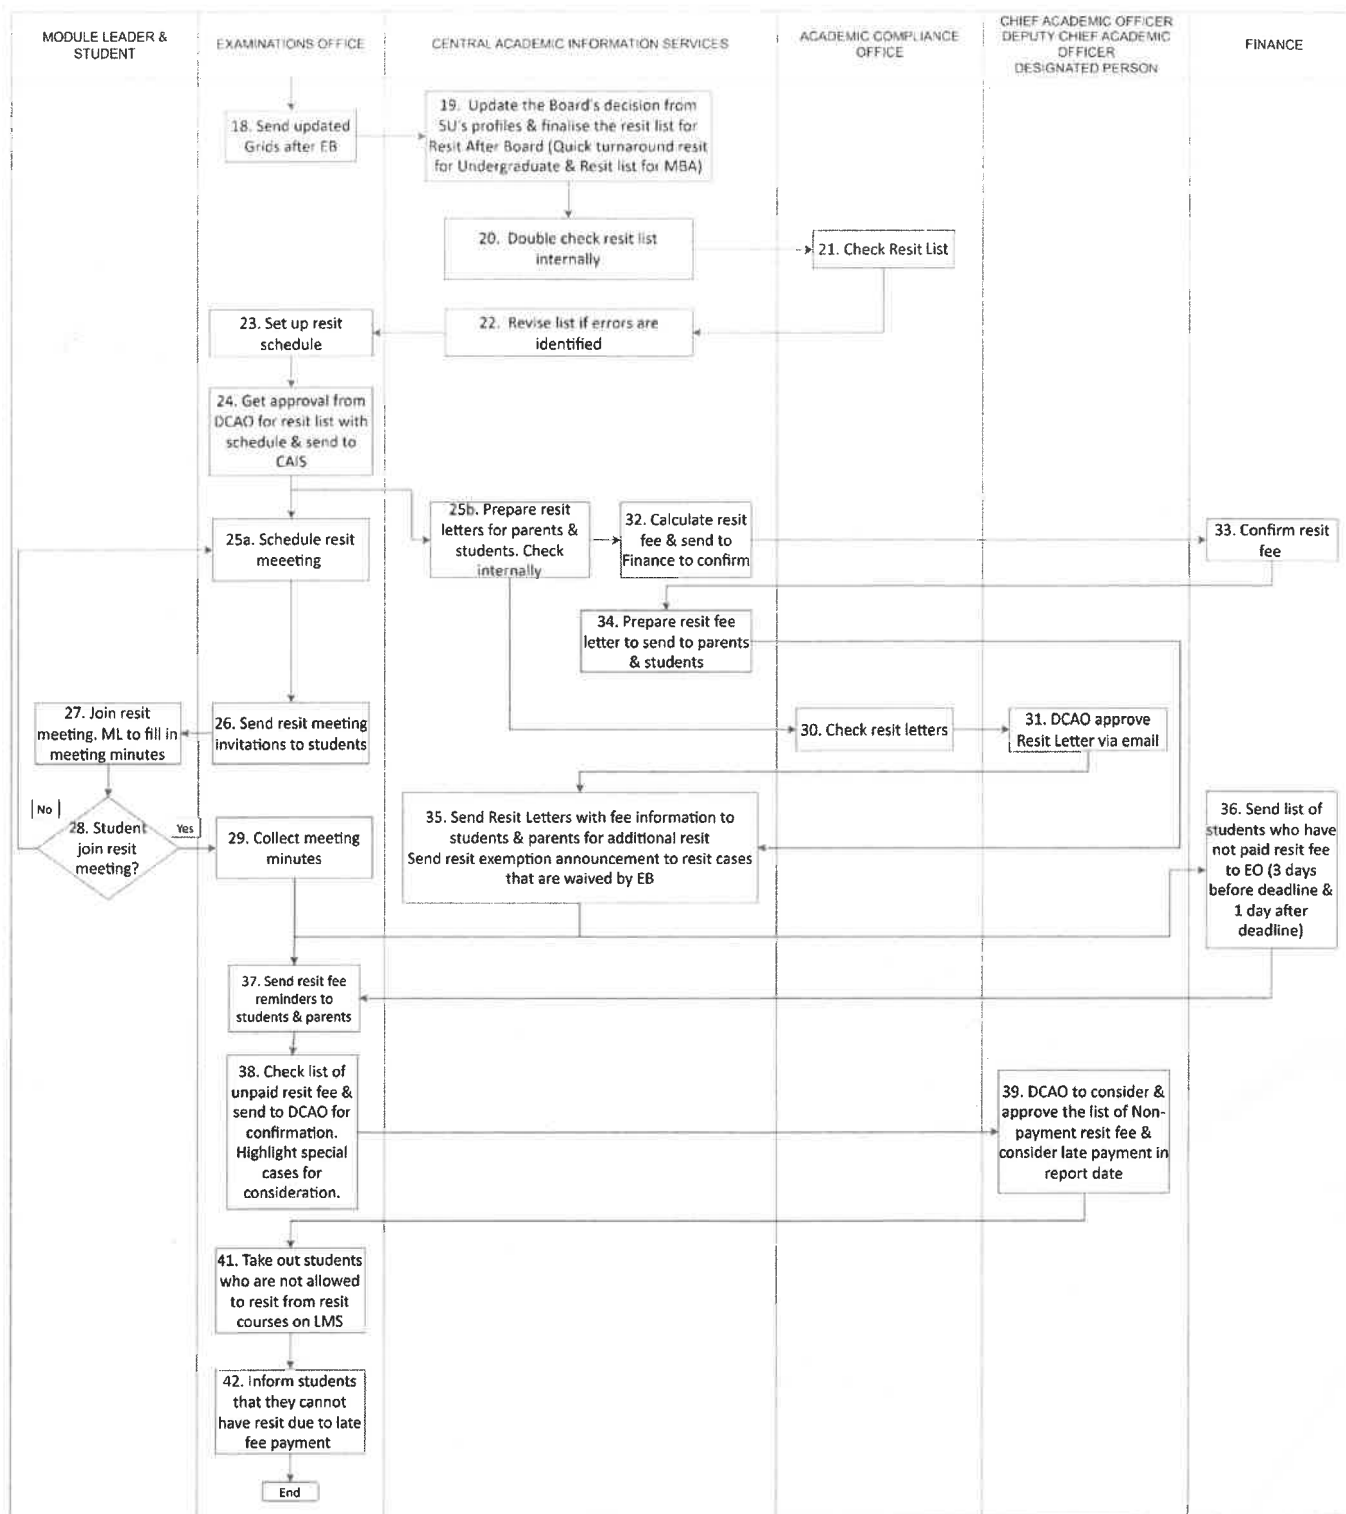 MODULE LEADER &
STUDENT
EXAMINATIONS OFFICE
CENTRAL ACADEMIC INFORMATION SERVICES
ACADEMIC COMPLIANCE
OFFICE
CHIEF ACADEMIC OFFICER
DEPUTY CHIEF ACADEMIC
OFFICER
DESIGNATED PERSON
FINANCE
18. Send updated
Grids after EB
19. Update the Board's decision from
SU's profiles & finalise the resit list for
Resit After Board (Quick turnaround resit
for Undergraduate & Resit list for MBA)
20. Double check resit list
internally
21. Check Resit List
22. Revise list if errors are
identified
23. Set up resit
schedule
24. Get approval from
DCAO for resit list with
schedule & send to
CAIS
25a. Schedule resit
meeeting
25b. Prepare resit
letters for parents &
students. Check
internally
32. Calculate resit
fee & send to
Finance to confirm
33. Confirm resit
fee
34. Prepare resit fee
letter to send to parents
& students
27. Join resit
meeting. ML to fill in
meeting minutes
26. Send resit meeting
invitations to students
30. Check resit letters
31. DCAO approve
Resit Letter via email
No
28. Student
join resit
meeting?
Yes
29. Collect meeting
minutes
35. Send Resit Letters with fee information to
students & parents for additional resit
Send resit exemption announcement to resit cases
that are waived by EB
36. Send list of
students who have
not paid resit fee
to EO (3 days
before deadline &
1 day after
deadline)
37. Send resit fee
reminders to
students & parents
38. Check list of
unpaid resit fee &
send to DCAO for
confirmation.
Highlight special
cases for
consideration.
39. DCAO to consider &
approve the list of Non-
payment resit fee &
consider late payment in
report date
41. Take out students
who are not allowed
to resit from resit
courses on LMS
42. Inform students
that they cannot
have resit due to late
fee payment
End